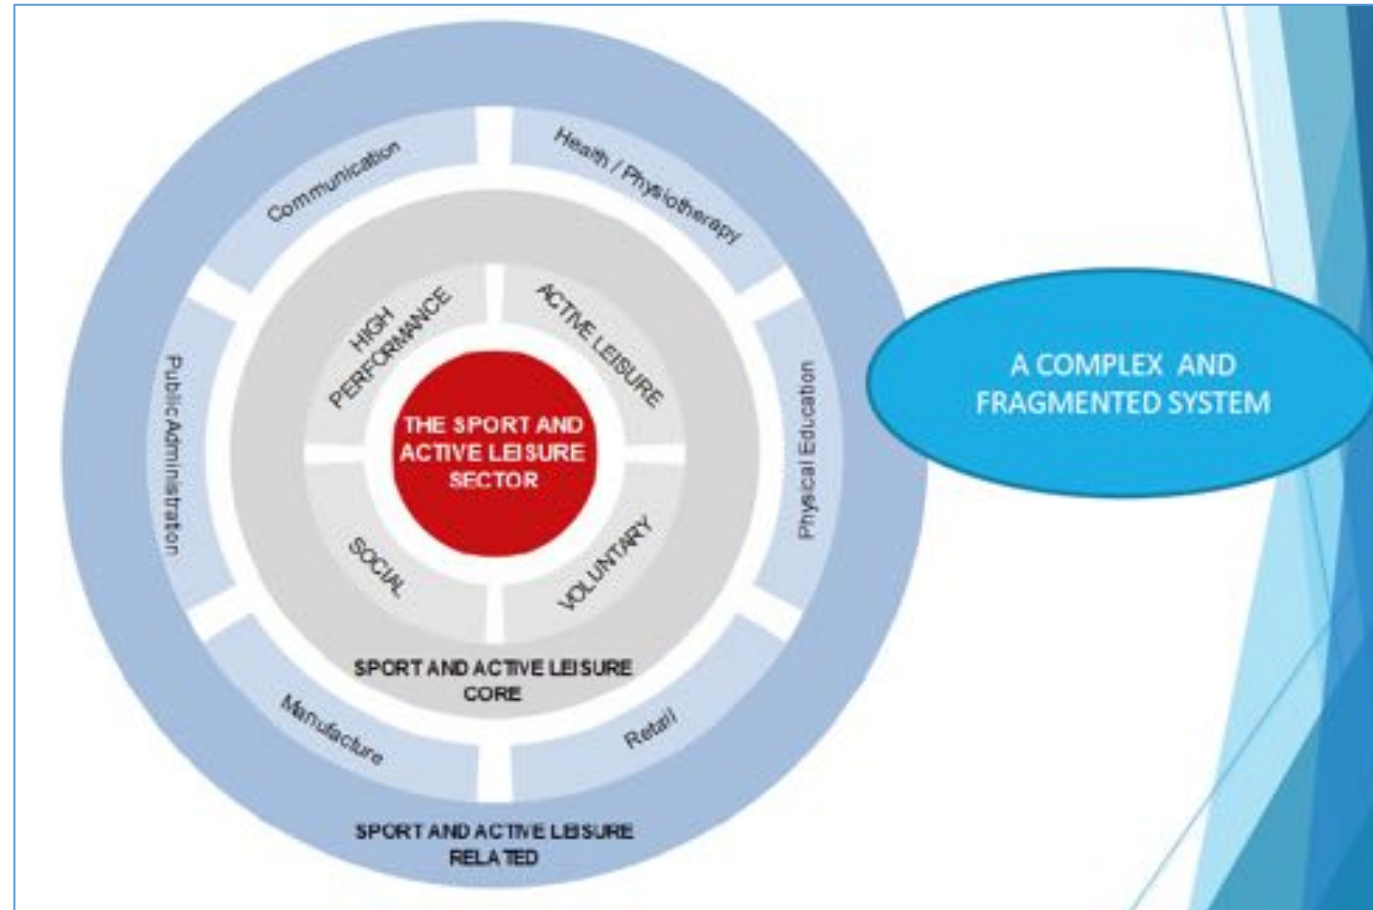 Communication
Health / Physiotherapy
Public Administration
Physical Education
Manufacture
Retail
HIGH
PERFORMANCE
ACTIVE LEISURE
SOCIAL
VOLUNTARY
THE SPORT AND
ACTIVE LEISURE
SECTOR
SPORT AND ACTIVE LEISURE
CORE
SPORT AND ACTIVE LEISURE
RELATED
A COMPLEX AND
FRAGMENTED SYSTEM